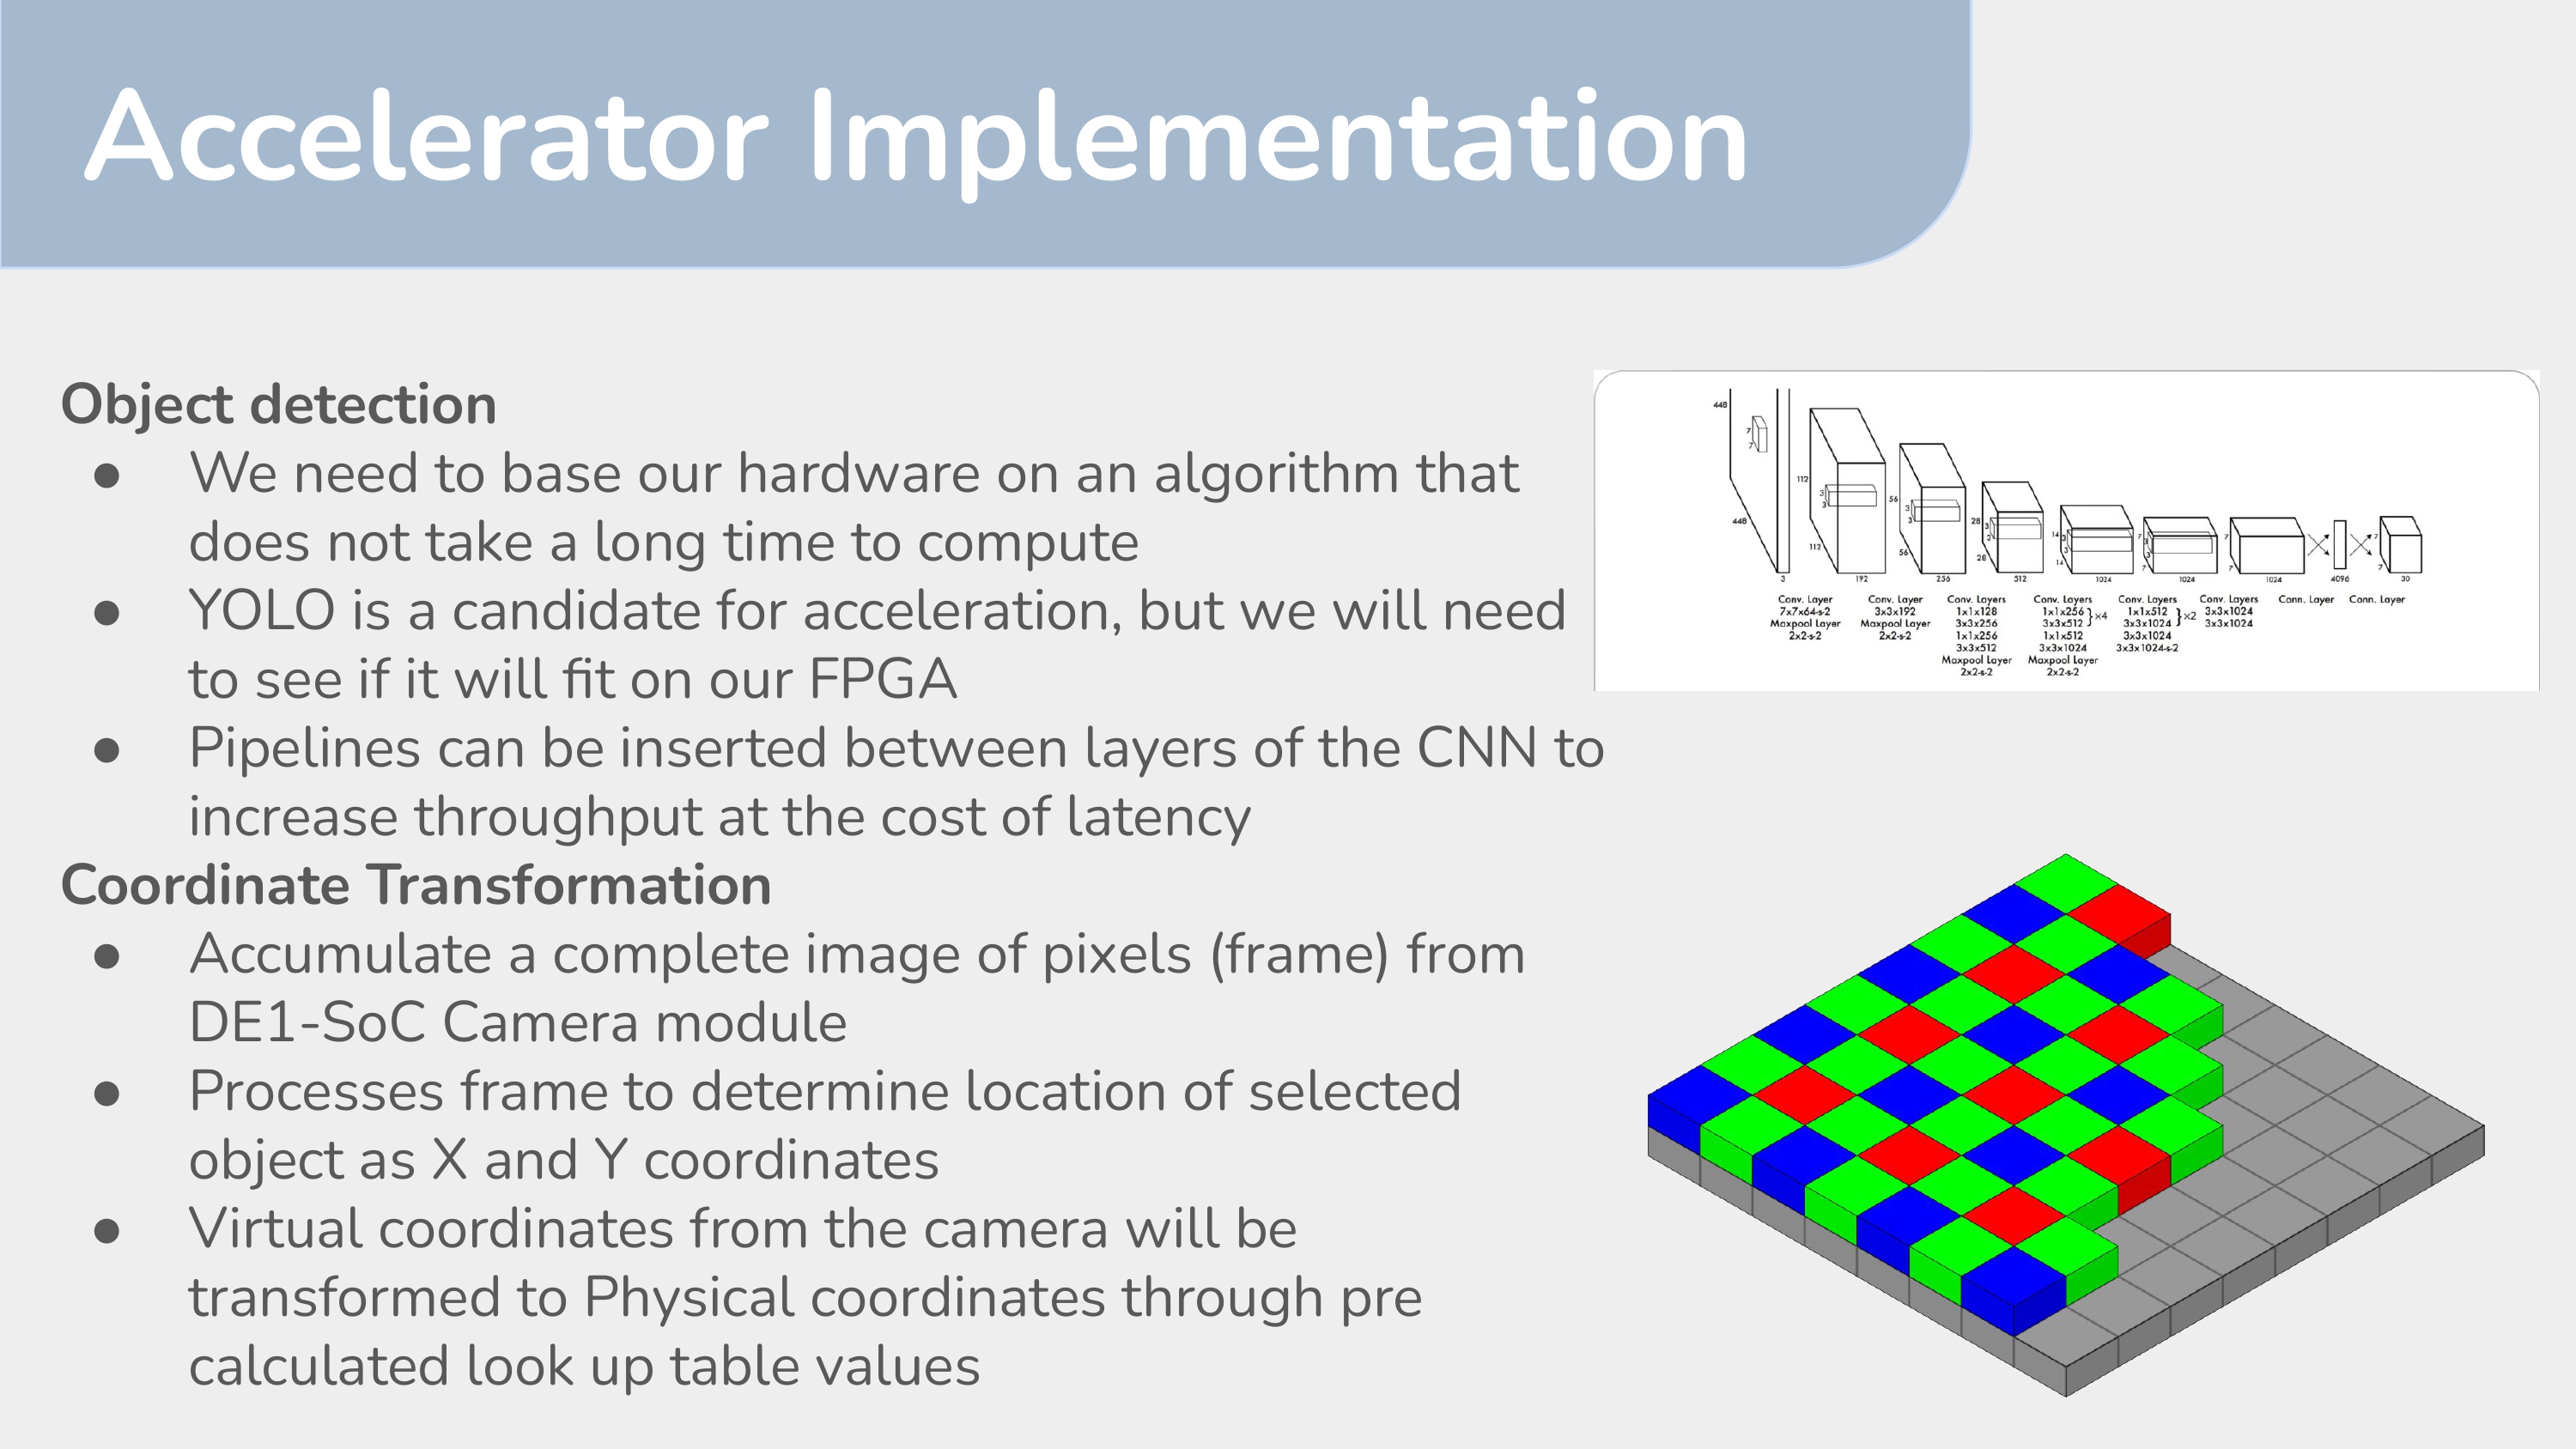 Accelerator Implementation
Object detection
● We need to base our hardware on an algorithm that
does not take a long time to compute
● YOLO is a candidate for acceleration, but we will need
to see if it will fit on our FPGA
● Pipelines can be inserted between layers of the CNN to
increase throughput at the cost of latency
Coordinate Transformation
● Accumulate a complete image of pixels (frame) from
DE1-SoC Camera module
● Processes frame to determine location of selected
object as X and Y coordinates
● Virtual coordinates from the camera will be
transformed to Physical coordinates through pre
calculated look up table values
448
448
7
7
3
112
112
3
3
192
56
56
3
3
256
28
28
3
3
512
14
14
3
3
1024
7
7
3
3
1024
7
7
1024
4096
7
7
30
Conv. Layer
7x7x64-s-2
Maxpool Layer
2x2-s-2
Conv. Layer
3x3x192
Maxpool Layer
2x2-s-2
Conv. Layers
1x1x128
3x3x256
1x1x256
3x3x512
Maxpool Layer
2x2-s-2
Conv. Layers
1x1x256
3x3x512 }×4
1x1x512
3x3x1024
Maxpool Layer
2x2-s-2
Conv. Layers
1x1x512
3x3x1024 }×2
3x3x1024
3x3x1024-s-2
Conv. Layers
3x3x1024
3x3x1024
Conn. Layer
Conn. Layer